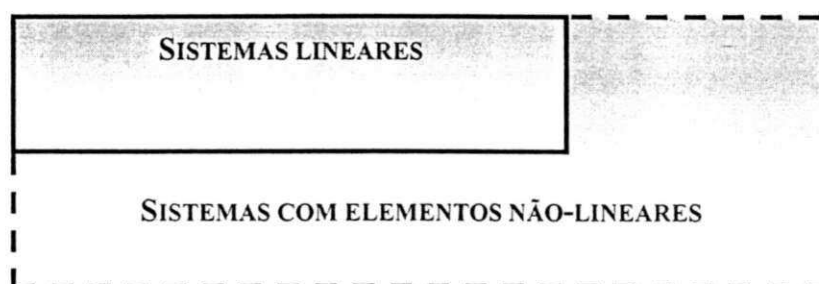 SISTEMAS LINEARES
SISTEMAS COM ELEMENTOS NÃO-LINEARES